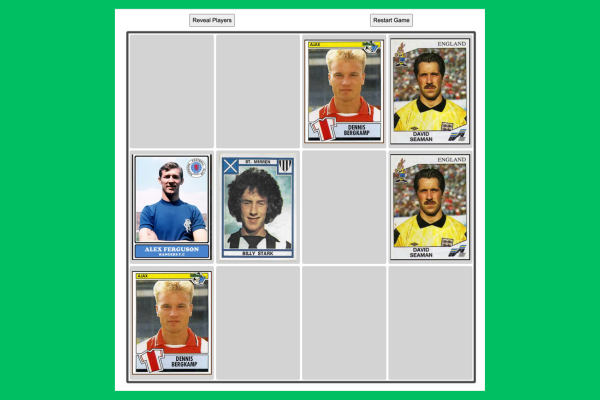 Reveal Players
Restart Game
AJAX
DENNIS
BERGKAMP
ENGLAND
DAVID
SEAMAN
ALEX FERGUSON
RANGERS F.C
ST. MIRREN
BILLY STARK
ENGLAND
DAVID
SEAMAN
AJAX
DENNIS
BERGKAMP